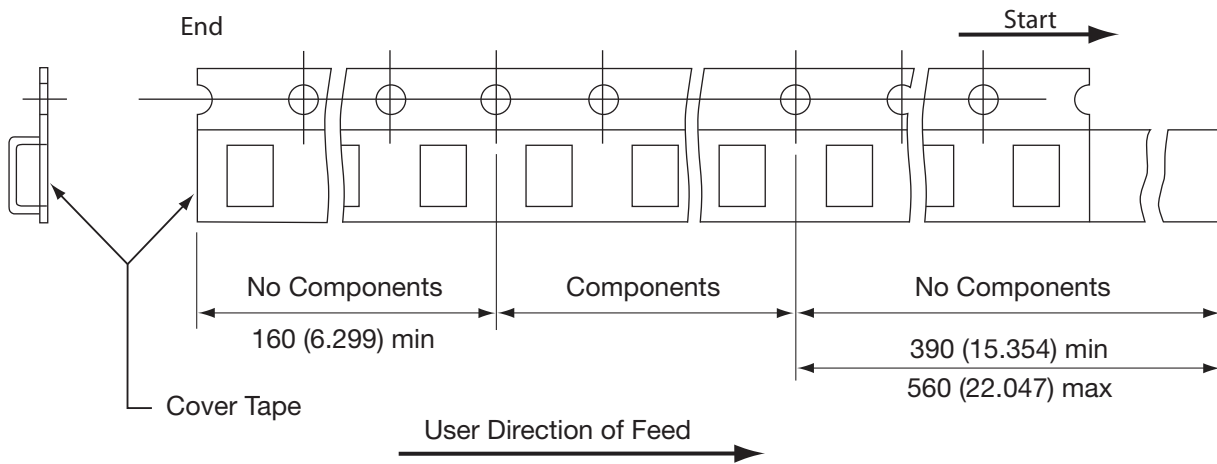 End
Start
No Components
Components
No Components
160 (6.299) min
390 (15.354) min
560 (22.047) max
Cover Tape
User Direction of Feed